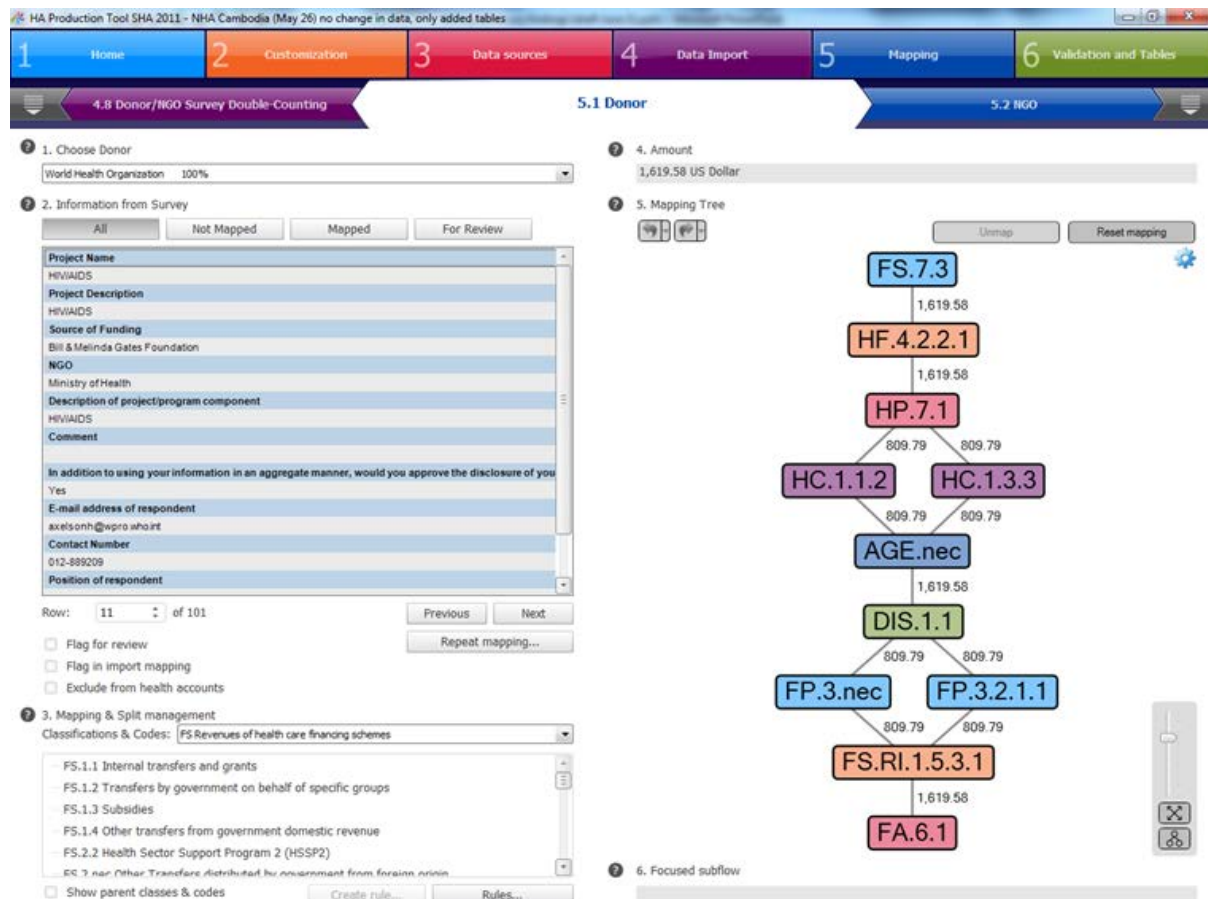 HA Production Tool SHA 2011 - NHA Cambodia (May 26) no change in data, only added tables
1 Home
2 Customization
3 Data sources
4 Data Import
5 Mapping
6 Validation and Tables
4.8 Donor/NGO Survey Double-Counting
5.1 Donor
5.2 NGO
1. Choose Donor
World Health Organization 100%
2. Information from Survey
All Not Mapped Mapped For Review
Project Name
HIV/AIDS
Project Description
HIV/AIDS
Source of Funding
Bill & Melinda Gates Foundation
NGO
Ministry of Health
Description of project/program component
HIV/AIDS
Comment
In addition to using your information in an aggregate manner, would you approve the disclosure of you
Yes
E-mail address of respondent
axelsonh@wpro.who.int
Contact Number
012-889209
Position of respondent
Row: 11 of 101
Previous Next
Flag for review
Repeat mapping...
Flag in import mapping
Exclude from health accounts
3. Mapping & Split management
Classifications & Codes: FS Revenues of health care financing schemes
FS.1.1 Internal transfers and grants
FS.1.2 Transfers by government on behalf of specific groups
FS.1.3 Subsidies
FS.1.4 Other transfers from government domestic revenue
FS.2.2 Health Sector Support Program 2 (HSSP2)
FS.2.nec Other Transfers distributed by government from foreign origin
Show parent classes & codes
Create rule... Rules...
4. Amount
1,619.58 US Dollar
5. Mapping Tree
Unmap Reset mapping
FS.7.3
1,619.58
HF.4.2.2.1
1,619.58
HP.7.1
809.79 809.79
HC.1.1.2 HC.1.3.3
809.79 809.79
AGE.nec
1,619.58
DIS.1.1
809.79 809.79
FP.3.nec FP.3.2.1.1
809.79 809.79
FS.RI.1.5.3.1
1,619.58
FA.6.1
6. Focused subflow